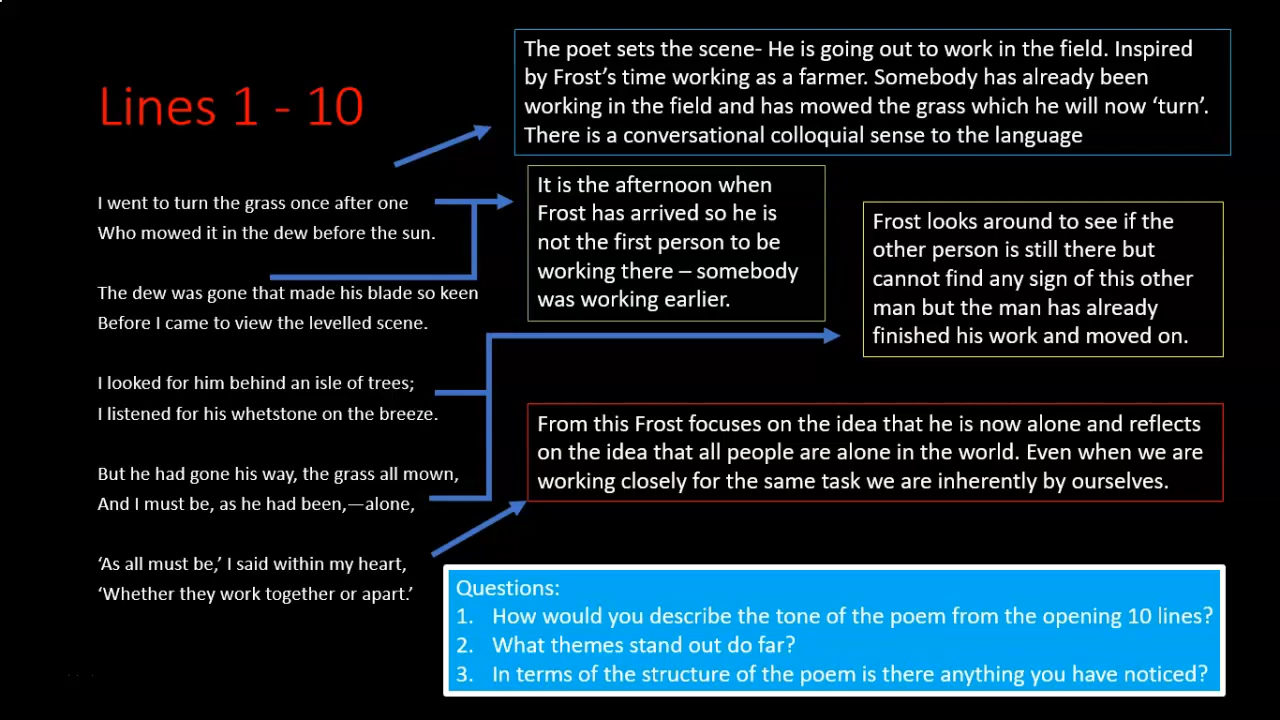 Lines 1 - 10
I went to turn the grass once after one
Who mowed it in the dew before the sun.
The dew was gone that made his blade so keen
Before I came to view the levelled scene.
I looked for him behind an isle of trees;
I listened for his whetstone on the breeze.
But he had gone his way, the grass all mown,
And I must be, as he had been,—alone,
‘As all must be,’ I said within my heart,
‘Whether they work together or apart.’
The poet sets the scene- He is going out to work in the field. Inspired
by Frost’s time working as a farmer. Somebody has already been
working in the field and has mowed the grass which he will now ‘turn’.
There is a conversational colloquial sense to the language
It is the afternoon when
Frost has arrived so he is
not the first person to be
working there – somebody
was working earlier.
Frost looks around to see if the
other person is still there but
cannot find any sign of this other
man but the man has already
finished his work and moved on.
From this Frost focuses on the idea that he is now alone and reflects
on the idea that all people are alone in the world. Even when we are
working closely for the same task we are inherently by ourselves.
Questions:
1. How would you describe the tone of the poem from the opening 10 lines?
2. What themes stand out do far?
3. In terms of the structure of the poem is there anything you have noticed?